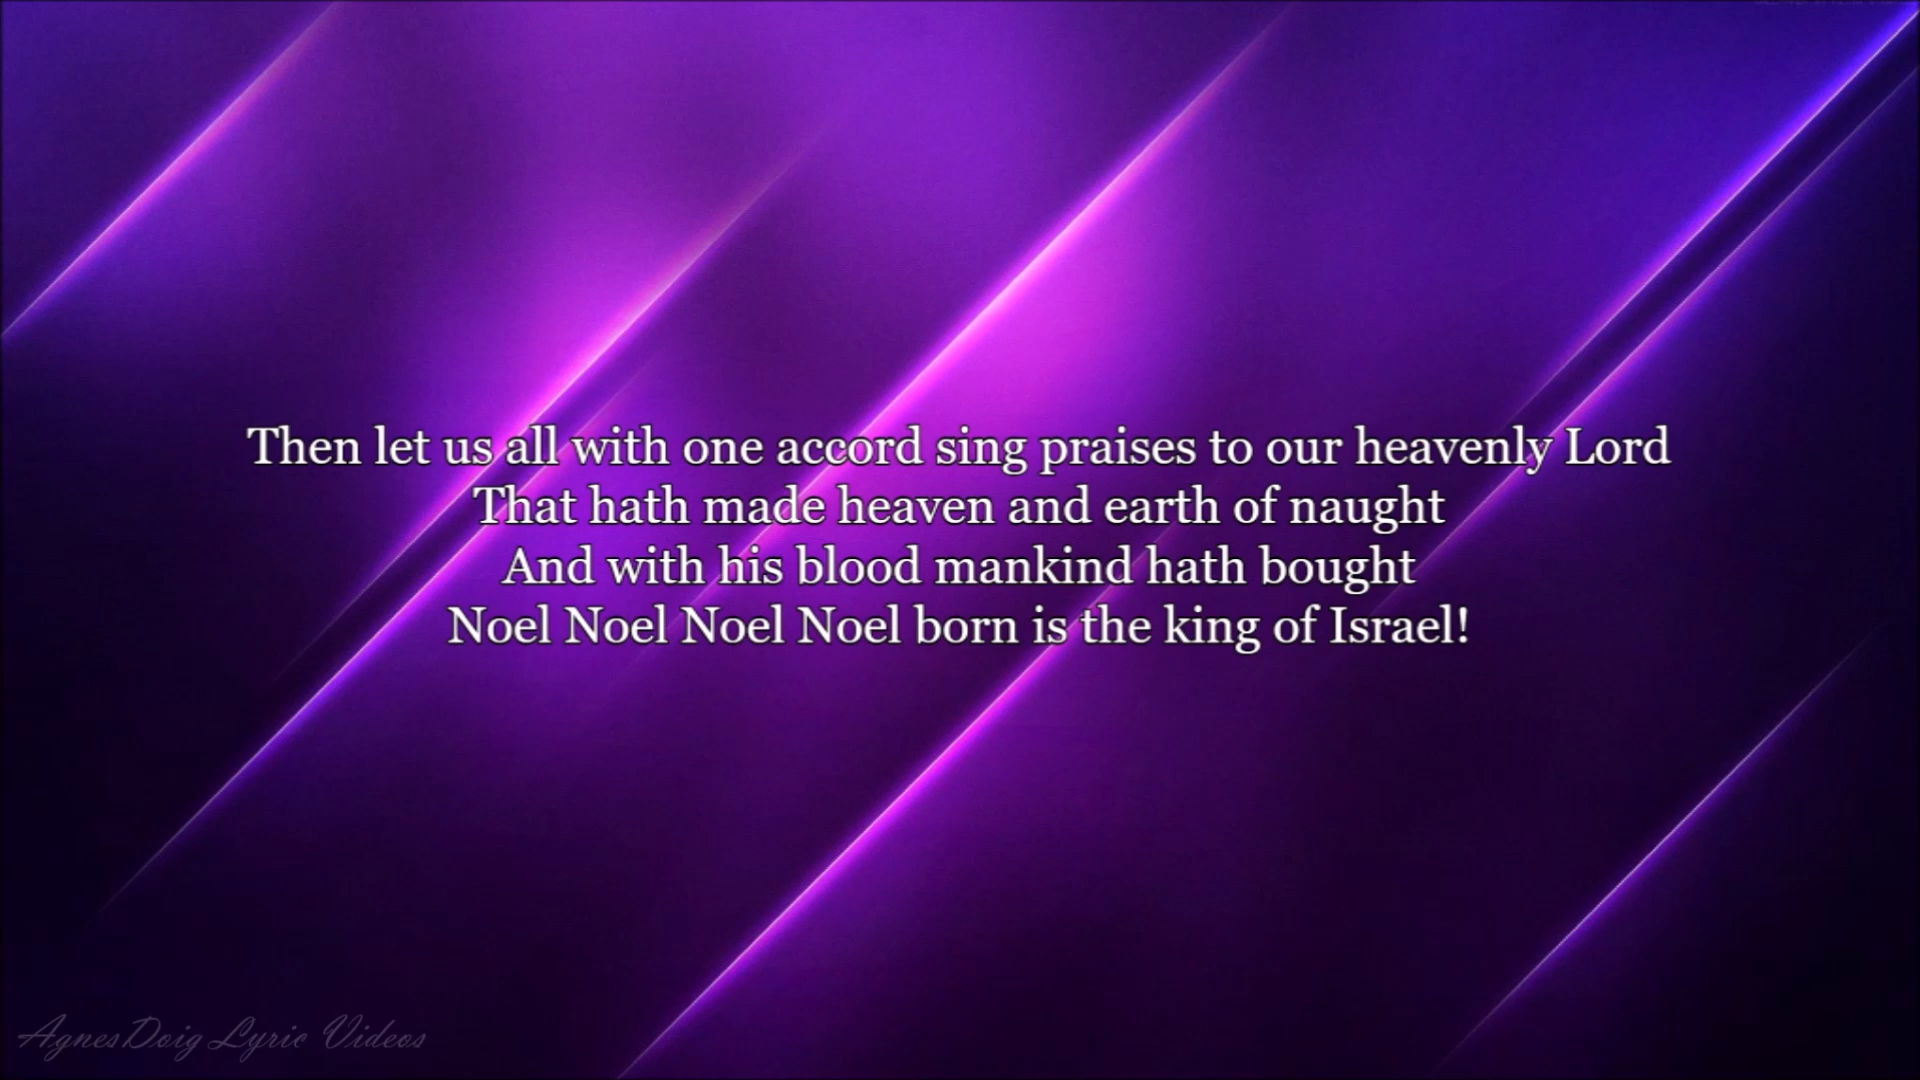 Then let us all with one accord sing praises to our heavenly Lord
That hath made heaven and earth of naught
And with his blood mankind hath bought
Noel Noel Noel Noel born is the king of Israel!
AgnesDoig Lyric Videos